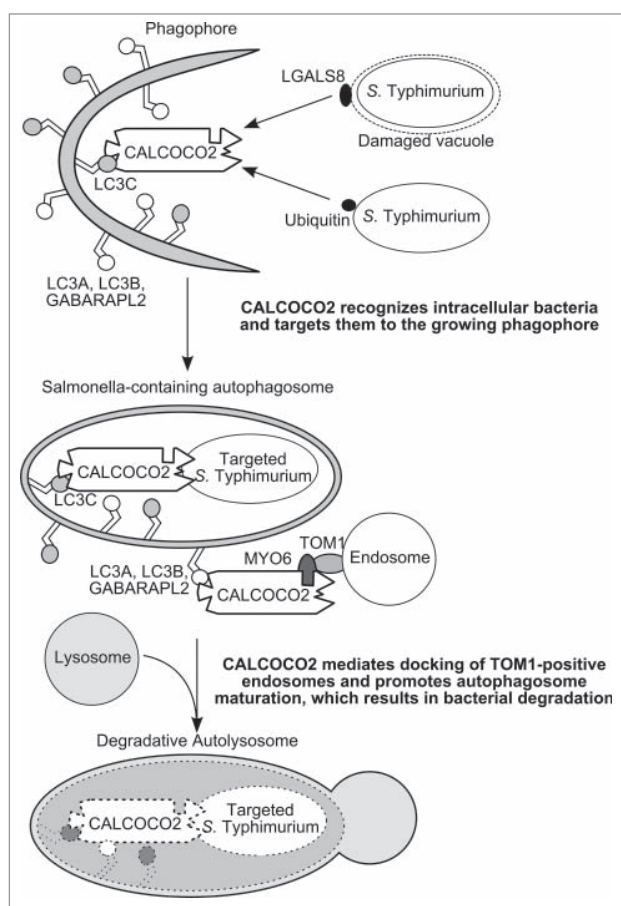 Phagophore
LGALS8
S. Typhimurium
Damaged vacuole
CALCOCO2
LC3C
Ubiquitin
S. Typhimurium
LC3A, LC3B,
GABARAPL2
CALCOCO2 recognizes intracellular bacteria
and targets them to the growing phagophore
Salmonella-containing autophagosome
CALCOCO2
Targeted
S. Typhimurium
LC3C
TOM1
MYO6
Endosome
LC3A, LC3B,
GABARAPL2
CALCOCO2
Lysosome
CALCOCO2 mediates docking of TOM1-positive
endosomes and promotes autophagosome
maturation, which results in bacterial degradation
Degradative Autolysosome
CALCOCO2
Targeted
S. Typhimurium